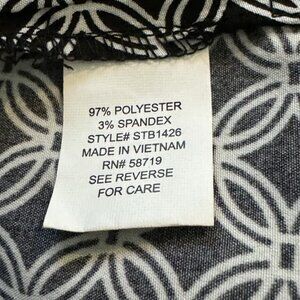 97% POLYESTER
3% SPANDEX
STYLE# STB1426
MADE IN VIETNAM
RN# 58719
SEE REVERSE
FOR CARE